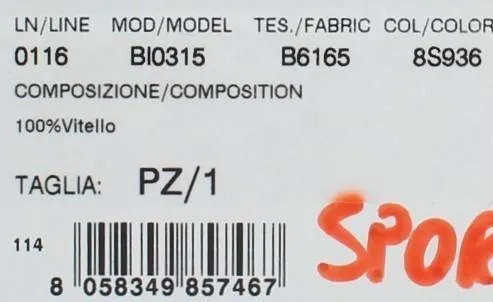 LN/LINE MOD/MODEL TES./FABRIC COL/COLOR
0116 BI0315 B6165 8S936
COMPOSIZIONE/COMPOSITION
100%Vitello
TAGLIA: PZ/1
SPOR
114
8 058349 857467